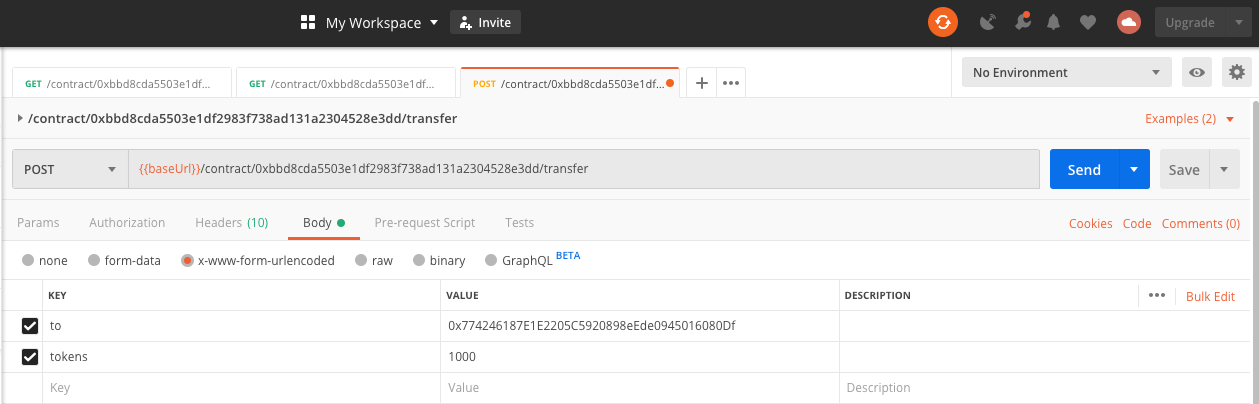 My Workspace Invite Upgrade
GET /contract/0xbbd8cda5503e1df... GET /contract/0xbbd8cda5503e1df... POST /contract/0xbbd8cda5503e1df... No Environment
/contract/0xbbd8cda5503e1df2983f738ad131a2304528e3dd/transfer Examples (2)
POST {{baseUrl}}/contract/0xbbd8cda5503e1df2983f738ad131a2304528e3dd/transfer Send Save
Params Authorization Headers (10) Body Pre-request Script Tests Cookies Code Comments (0)
none form-data x-www-form-urlencoded raw binary GraphQL BETA
KEY VALUE DESCRIPTION Bulk Edit
to 0x774246187E1E2205C5920898eEde0945016080Df
tokens 1000
Key Value Description